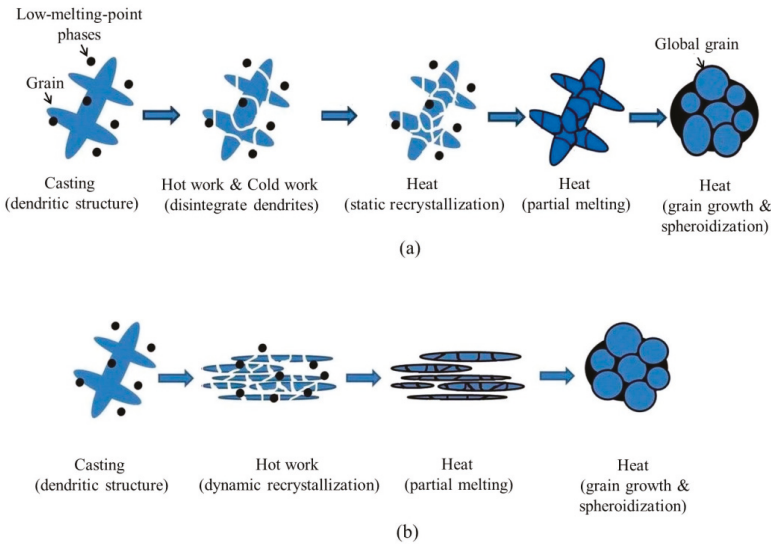 Low-melting-point
phases
Grain
Global grain
Casting
(dendritic structure)
Hot work & Cold work
(disintegrate dendrites)
Heat
(static recrystallization)
Heat
(partial melting)
Heat
(grain growth &
spheroidization)
(a)
Casting
(dendritic structure)
Hot work
(dynamic recrystallization)
Heat
(partial melting)
Heat
(grain growth &
spheroidization)
(b)